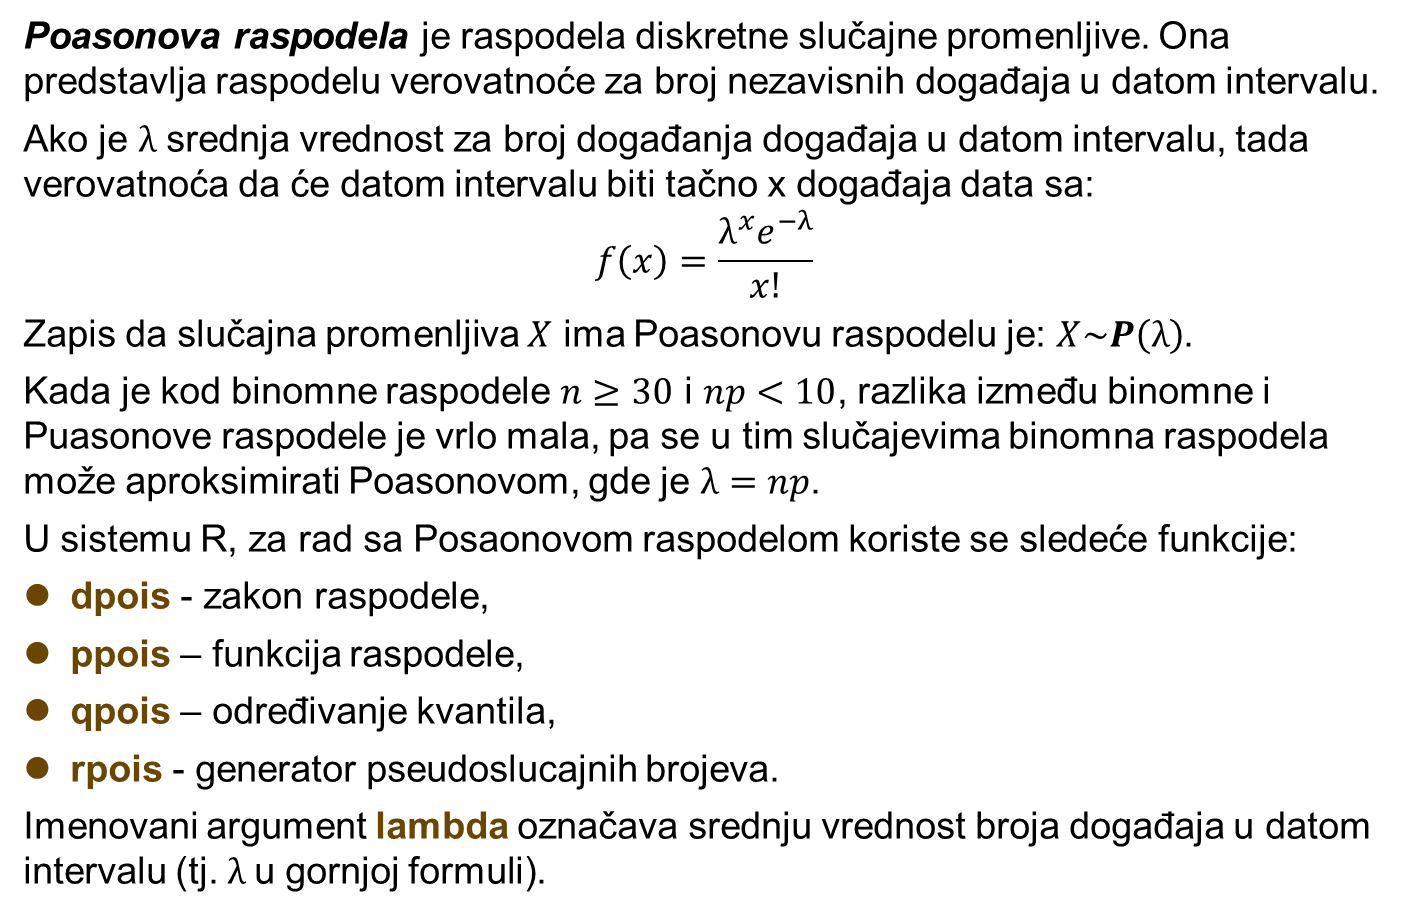 Poasonova raspodela je raspodela diskretne slučajne promenljive. Ona
predstavlja raspodelu verovatnoće za broj nezavisnih događaja u datom intervalu.
Ako je λ srednja vrednost za broj događanja događaja u datom intervalu, tada
verovatnoća da će datom intervalu biti tačno x događaja data sa:
f(x) = λ^x e^{−λ} / x!
Zapis da slučajna promenljiva X ima Poasonovu raspodelu je: X~P(λ).
Kada je kod binomne raspodele n ≥ 30 i np < 10, razlika između binomne i
Puasonove raspodele je vrlo mala, pa se u tim slučajevima binomna raspodela
može aproksimirati Poasonovom, gde je λ = np.
U sistemu R, za rad sa Posaonovom raspodelom koriste se sledeće funkcije:
● dpois - zakon raspodele,
● ppois – funkcija raspodele,
● qpois – određivanje kvantila,
● rpois - generator pseudoslucajnih brojeva.
Imenovani argument lambda označava srednju vrednost broja događaja u datom
intervalu (tj. λ u gornjoj formuli).